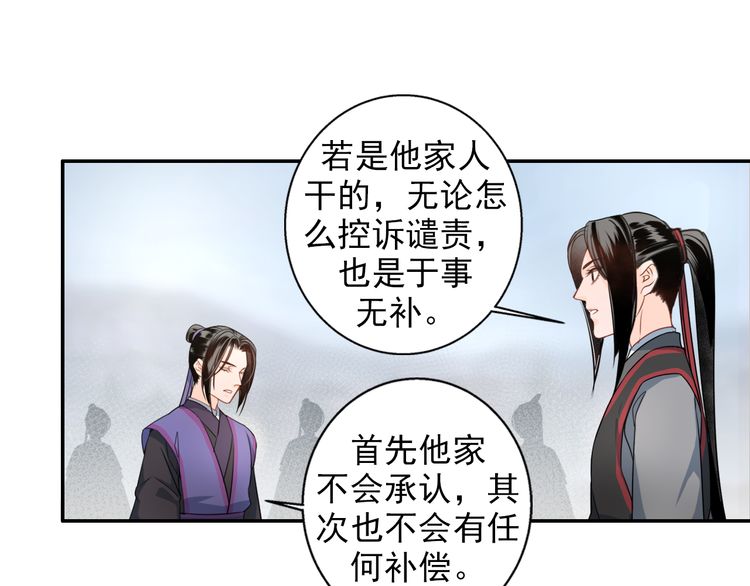 若是他家人
干的，无论怎
么控诉谴责，
也是于事
无补。
首先他家
不会承认，其
次也不会有任
何补偿。